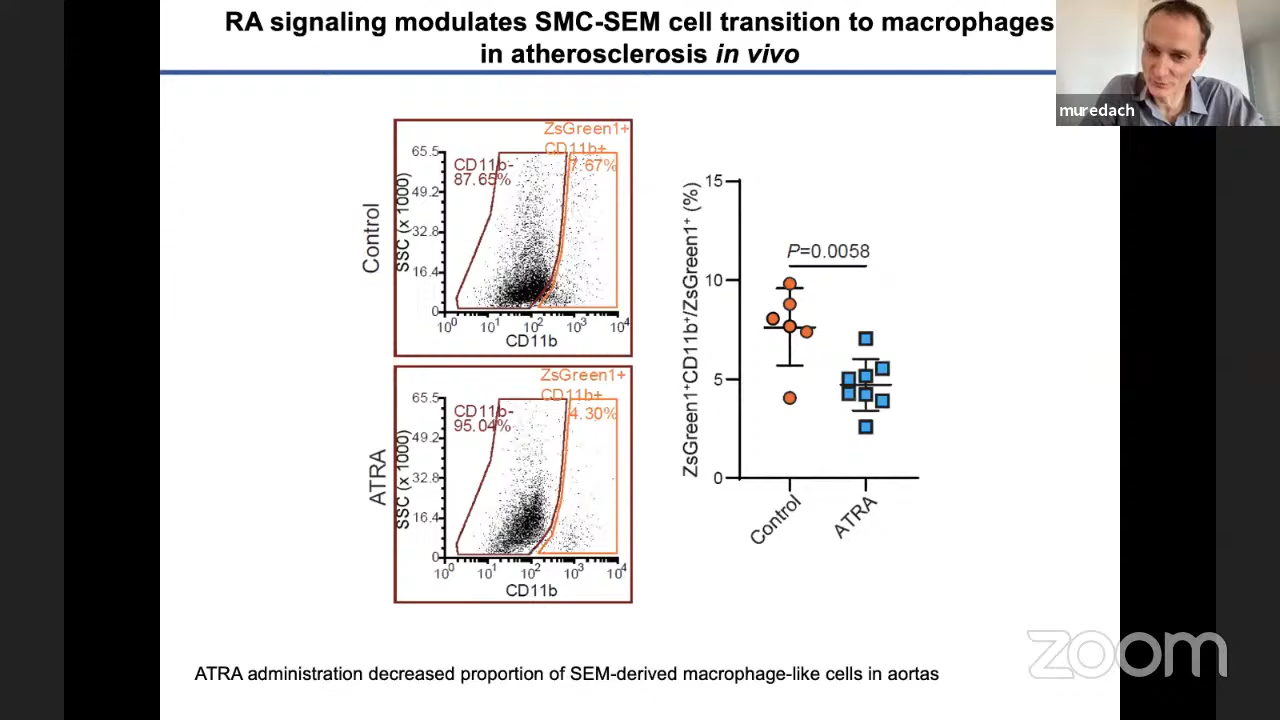 RA signaling modulates SMC-SEM cell transition to macrophages
in atherosclerosis in vivo
muredach
Control
SSC (x 1000)
65.5
49.2
32.8
16.4
0
CD11b-
87.65%
ZsGreen1+
CD11b+
7.67%
10⁰ 10¹ 10² 10³ 10⁴
CD11b
ATRA
SSC (x 1000)
65.5
49.2
32.8
16.4
0
CD11b-
95.04%
ZsGreen1+
CD11b+
4.30%
10⁰ 10¹ 10² 10³ 10⁴
CD11b
ZsGreen1⁺CD11b⁺/ZsGreen1⁺ (%)
15
10
5
0
P=0.0058
Control
ATRA
ATRA administration decreased proportion of SEM-derived macrophage-like cells in aortas
zoom